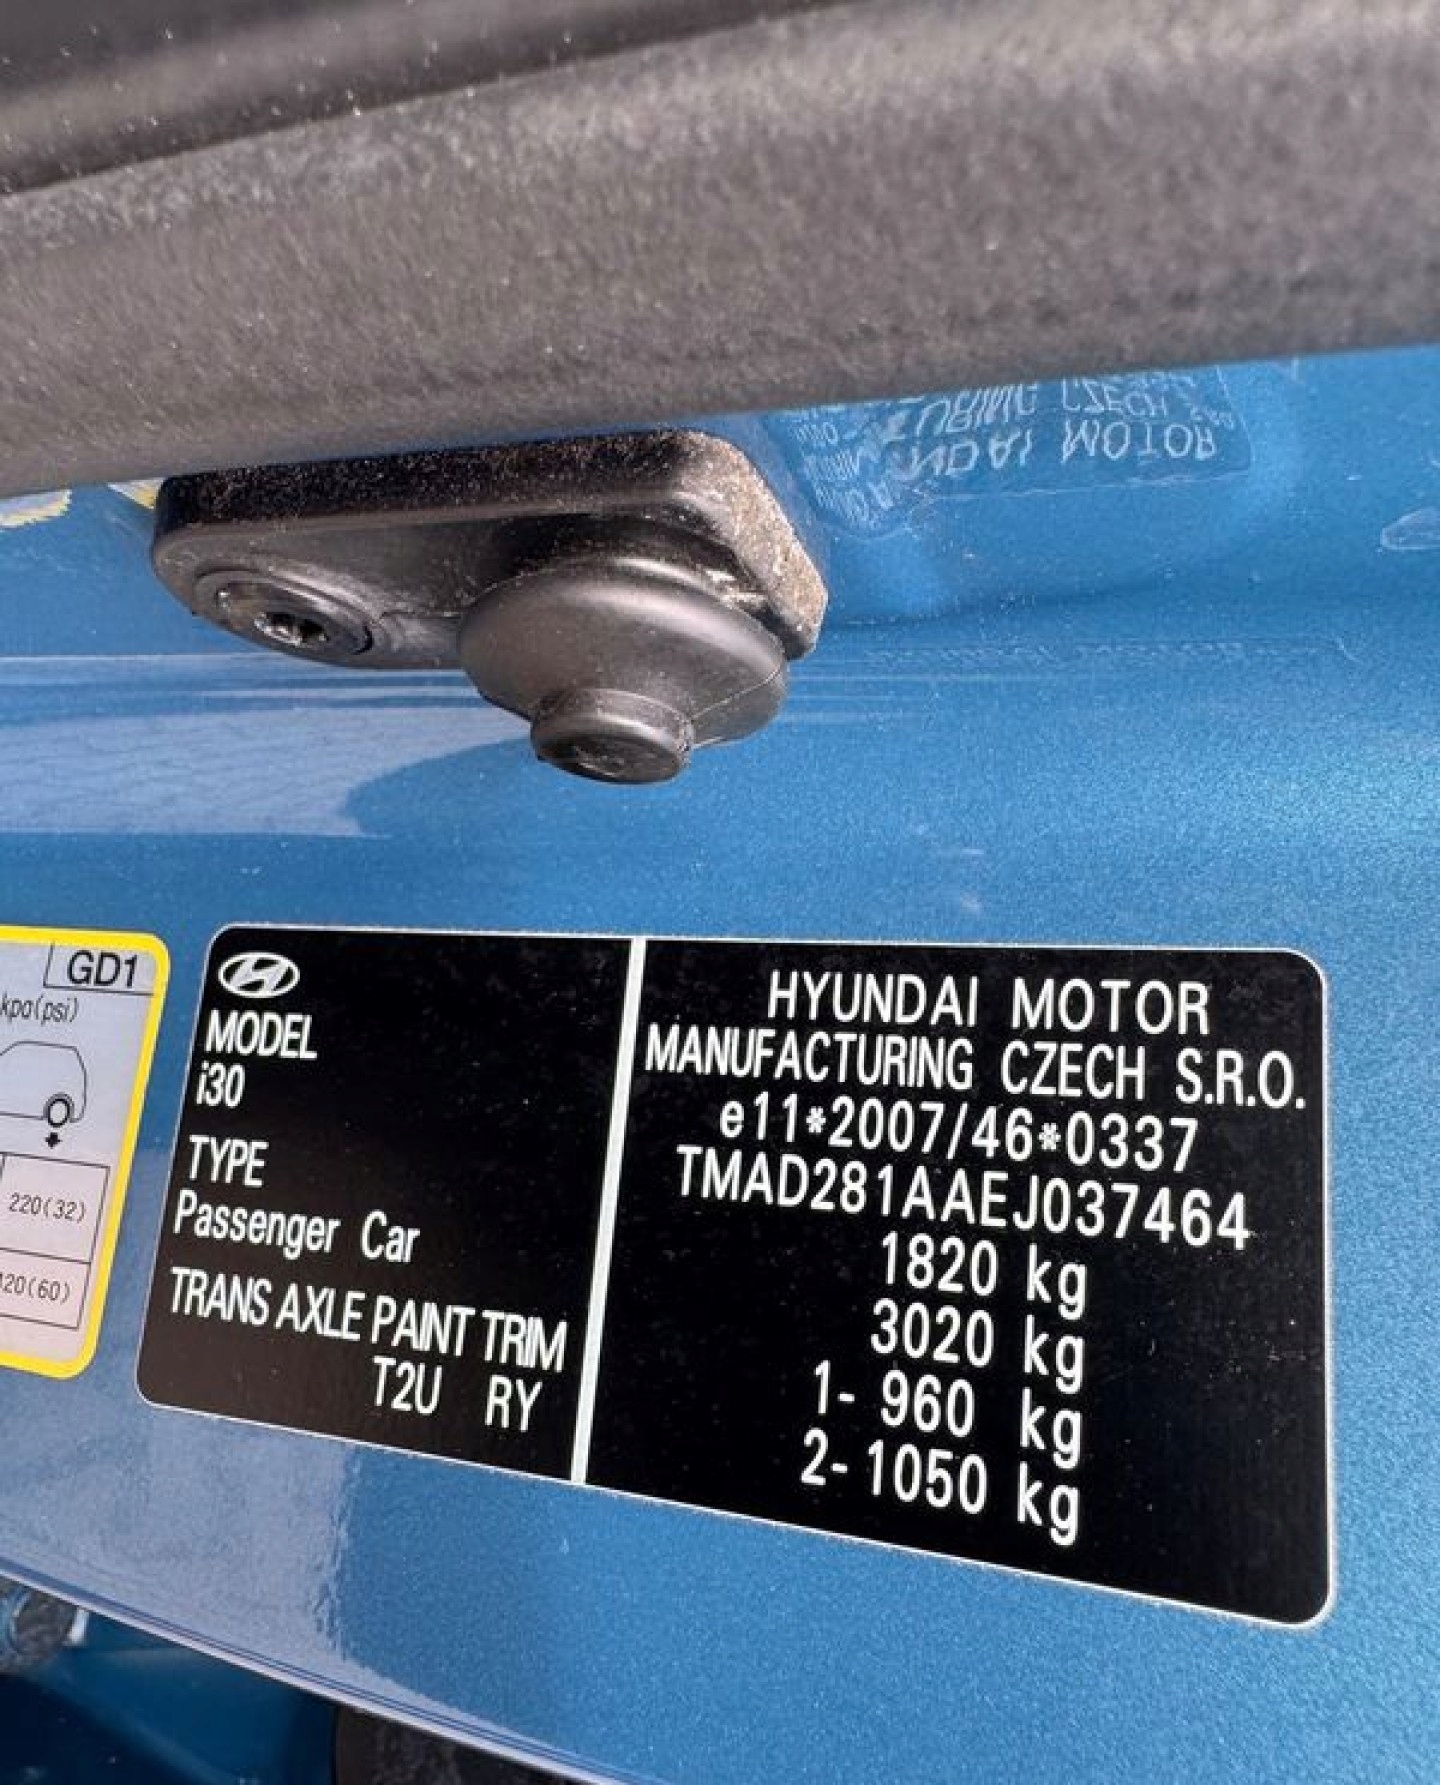 GD1
kpa(psi)
220(32)
420(60)
MODEL
i30
TYPE
Passenger Car
TRANS AXLE PAINT TRIM
T2U RY
HYUNDAI MOTOR
MANUFACTURING CZECH S.R.O.
e11*2007/46*0337
TMAD281AAEJ037464
1820 kg
3020 kg
1- 960 kg
2- 1050 kg